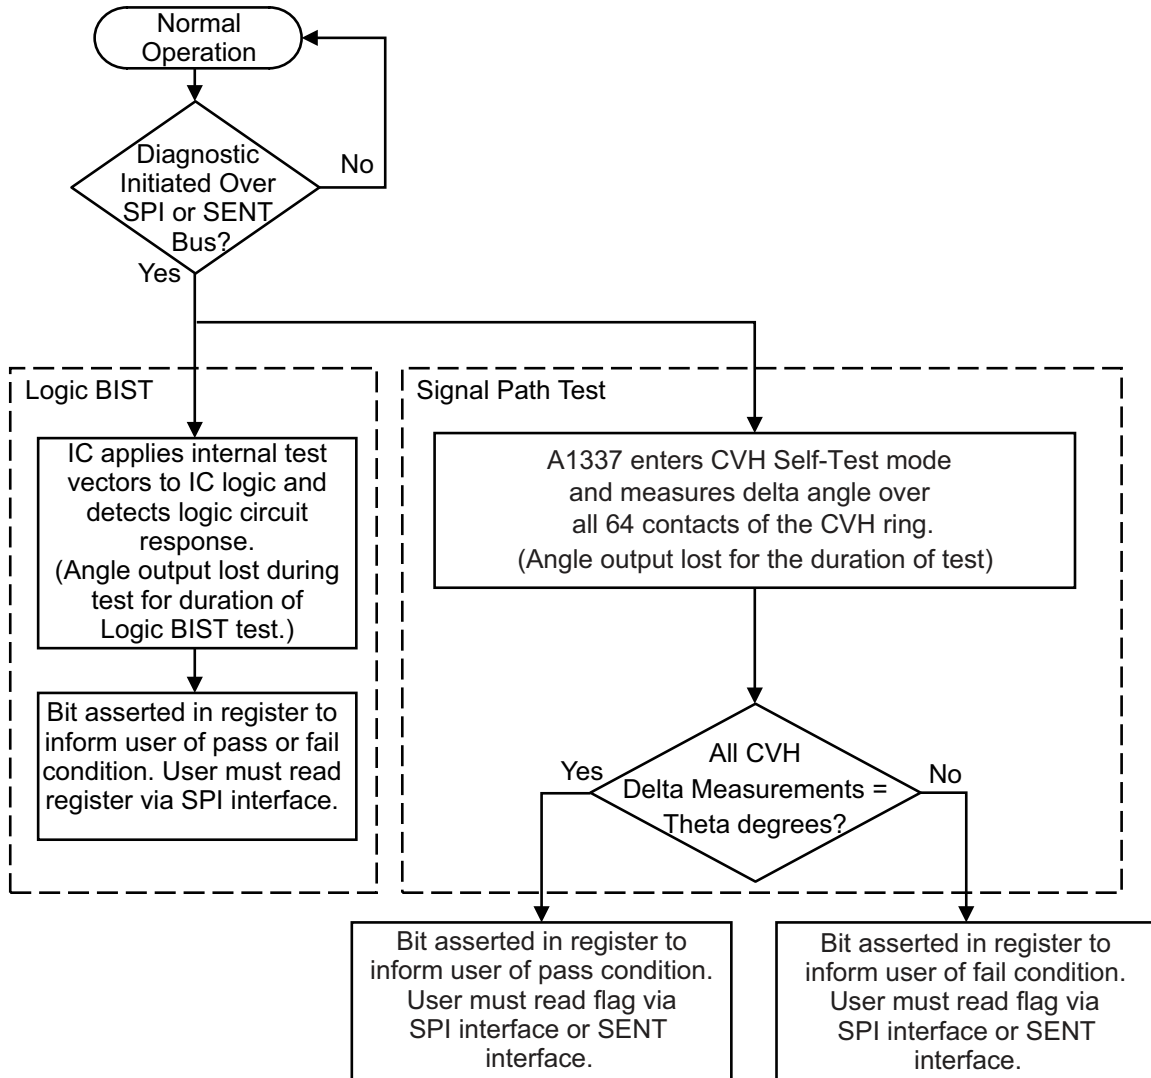 Normal
Operation
Diagnostic
Initiated Over
SPI or SENT
Bus?
No
Yes
Logic BIST
IC applies internal test
vectors to IC logic and
detects logic circuit
response.
(Angle output lost during
test for duration of
Logic BIST test.)
Bit asserted in register to
inform user of pass or fail
condition. User must read
register via SPI interface.
Signal Path Test
A1337 enters CVH Self-Test mode
and measures delta angle over
all 64 contacts of the CVH ring.
(Angle output lost for the duration of test)
All CVH
Delta Measurements =
Theta degrees?
Yes
No
Bit asserted in register to
inform user of pass condition.
User must read flag via
SPI interface or SENT
interface.
Bit asserted in register to
inform user of fail condition.
User must read flag via
SPI interface or SENT
interface.